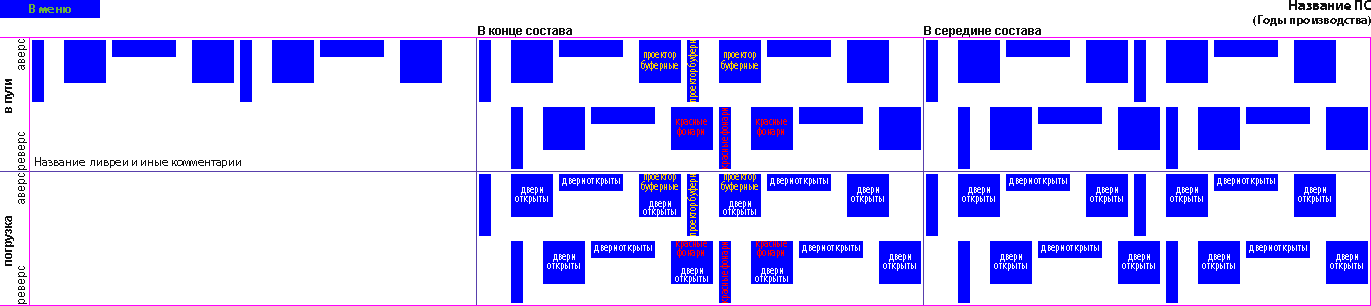 В меню
Название ПС
(Годы производства)
В конце состава
В середине состава
в пути
аверс
проектор
буферные
проектор буферн
проектор
буферные
реверс
красные
фонари
красные фонари
красные
фонари
Название ливреи и иные комментарии
погрузка
аверс
двери
открыты
двери открыты
проектор
буферные
двери
открыты
проектор буферн
проектор
буферные
двери
открыты
двери открыты
двери
открыты
двери
открыты
двери открыты
двери
открыты
двери
открыты
двери открыты
двери
открыты
реверс
двери
открыты
двери открыты
красные
фонари
двери
открыты
красные фонари
красные
фонари
двери
открыты
двери открыты
двери
открыты
двери
открыты
двери открыты
двери
открыты
двери
открыты
двери открыты
двери
открыты